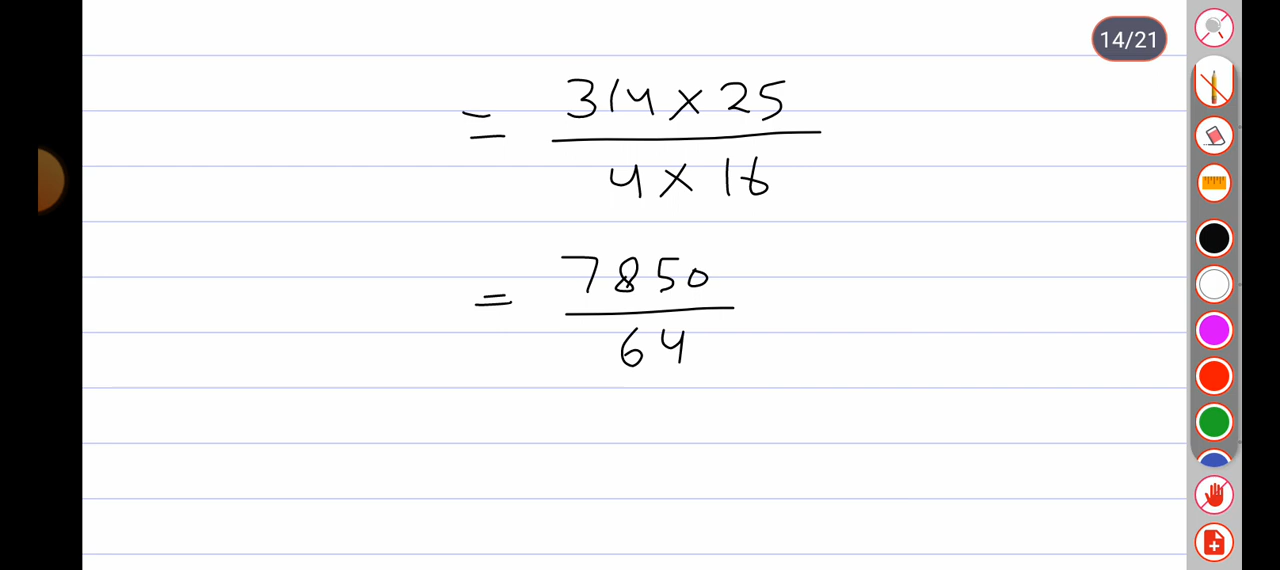 14/21
= 314 × 25
4 × 16
= 7850
64